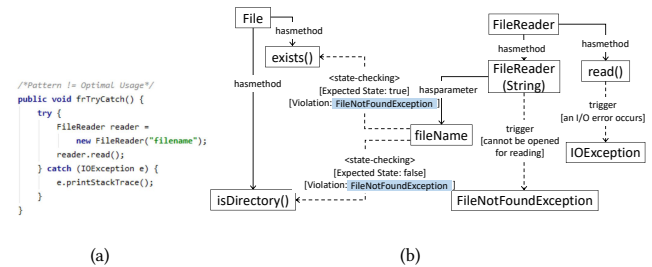 /*Pattern != Optimal Usage*/
public void frTryCatch() {
try {
FileReader reader =
new FileReader("filename");
reader.read();
} catch (IOException e) {
e.printStackTrace();
}
}
(a)
File
hasmethod
exists()
hasmethod
<state-checking>
[Expected State: true]
[Violation: FileNotFoundException]
<state-checking>
[Expected State: false]
[Violation: FileNotFoundException]
isDirectory()
FileReader
hasmethod
hasmethod
FileReader
(String)
read()
hasparameter
fileName
trigger
[cannot be opened
for reading]
FileNotFoundException
trigger
[an I/O error occurs]
IOException
(b)